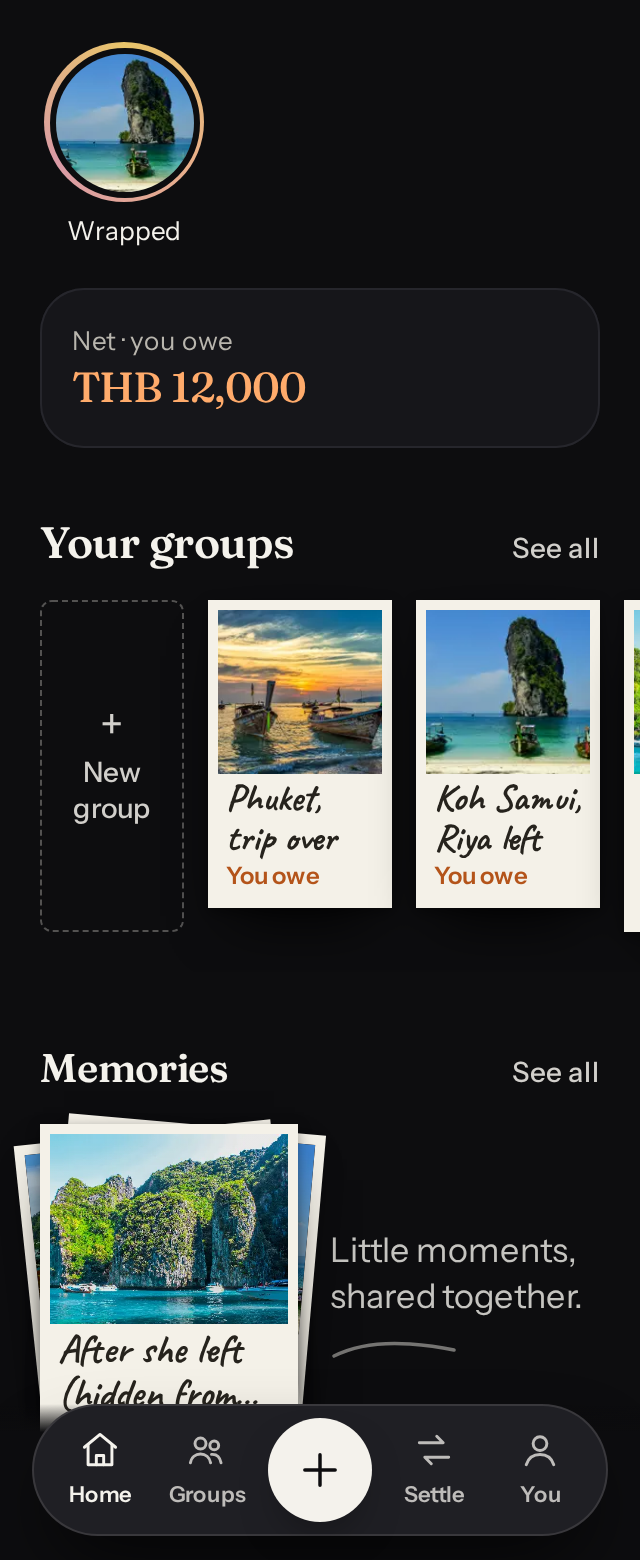 Wrapped
Net · you owe
THB 12,000
Your groups
See all
+
New
group
Phuket,
trip over
You owe
Koh Samui,
Riya left
You owe
Memories
See all
Little moments,
shared together.
After she left
(hidden from…
Home
Groups
Settle
You